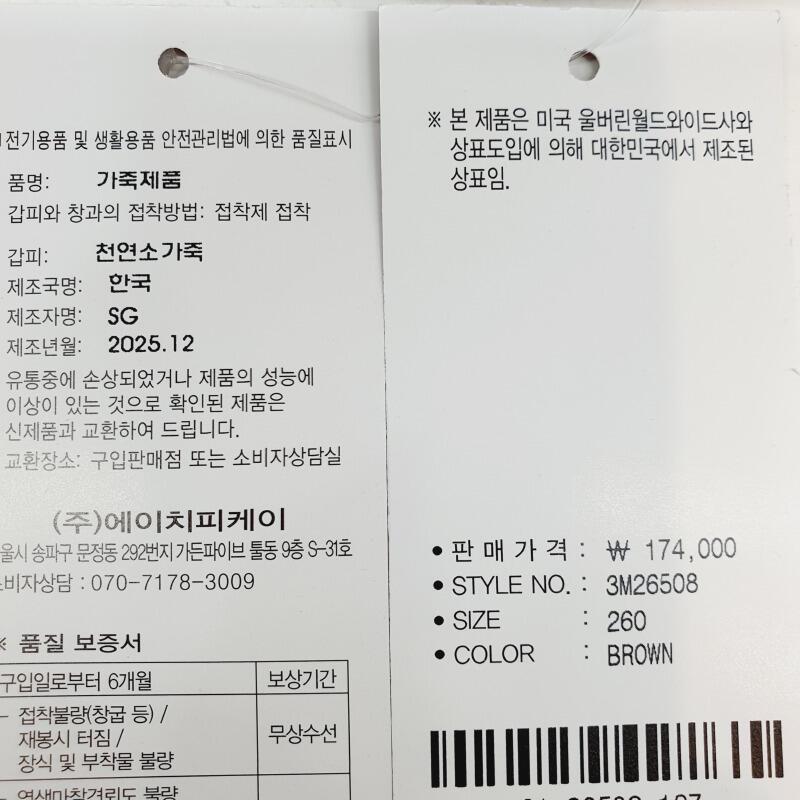 전기용품 및 생활용품 안전관리법에 의한 품질표시
품명: 가죽제품
갑피와 창과의 접착방법: 접착제 접착
갑피: 천연소가죽
제조국명: 한국
제조자명: SG
제조년월: 2025.12
유통중에 손상되었거나 제품의 성능에
이상이 있는 것으로 확인된 제품은
신제품과 교환하여 드립니다.
교환장소: 구입판매점 또는 소비자상담실
(주)에이치피케이
울시 송파구 문정동 292번지 가든파이브 툴동 9층 S-31호
비자상담 : 070-7178-3009
※ 품질 보증서
구입일로부터 6개월 보상기간
- 접착불량(창굽 등) /
재봉시 터짐 /
장식 및 부착물 불량
무상수선
※ 본 제품은 미국 울버린월드와이드사와
상표도입에 의해 대한민국에서 제조된
상표임.
• 판매가격 : ₩ 174,000
• STYLE NO. : 3M26508
• SIZE : 260
• COLOR : BROWN